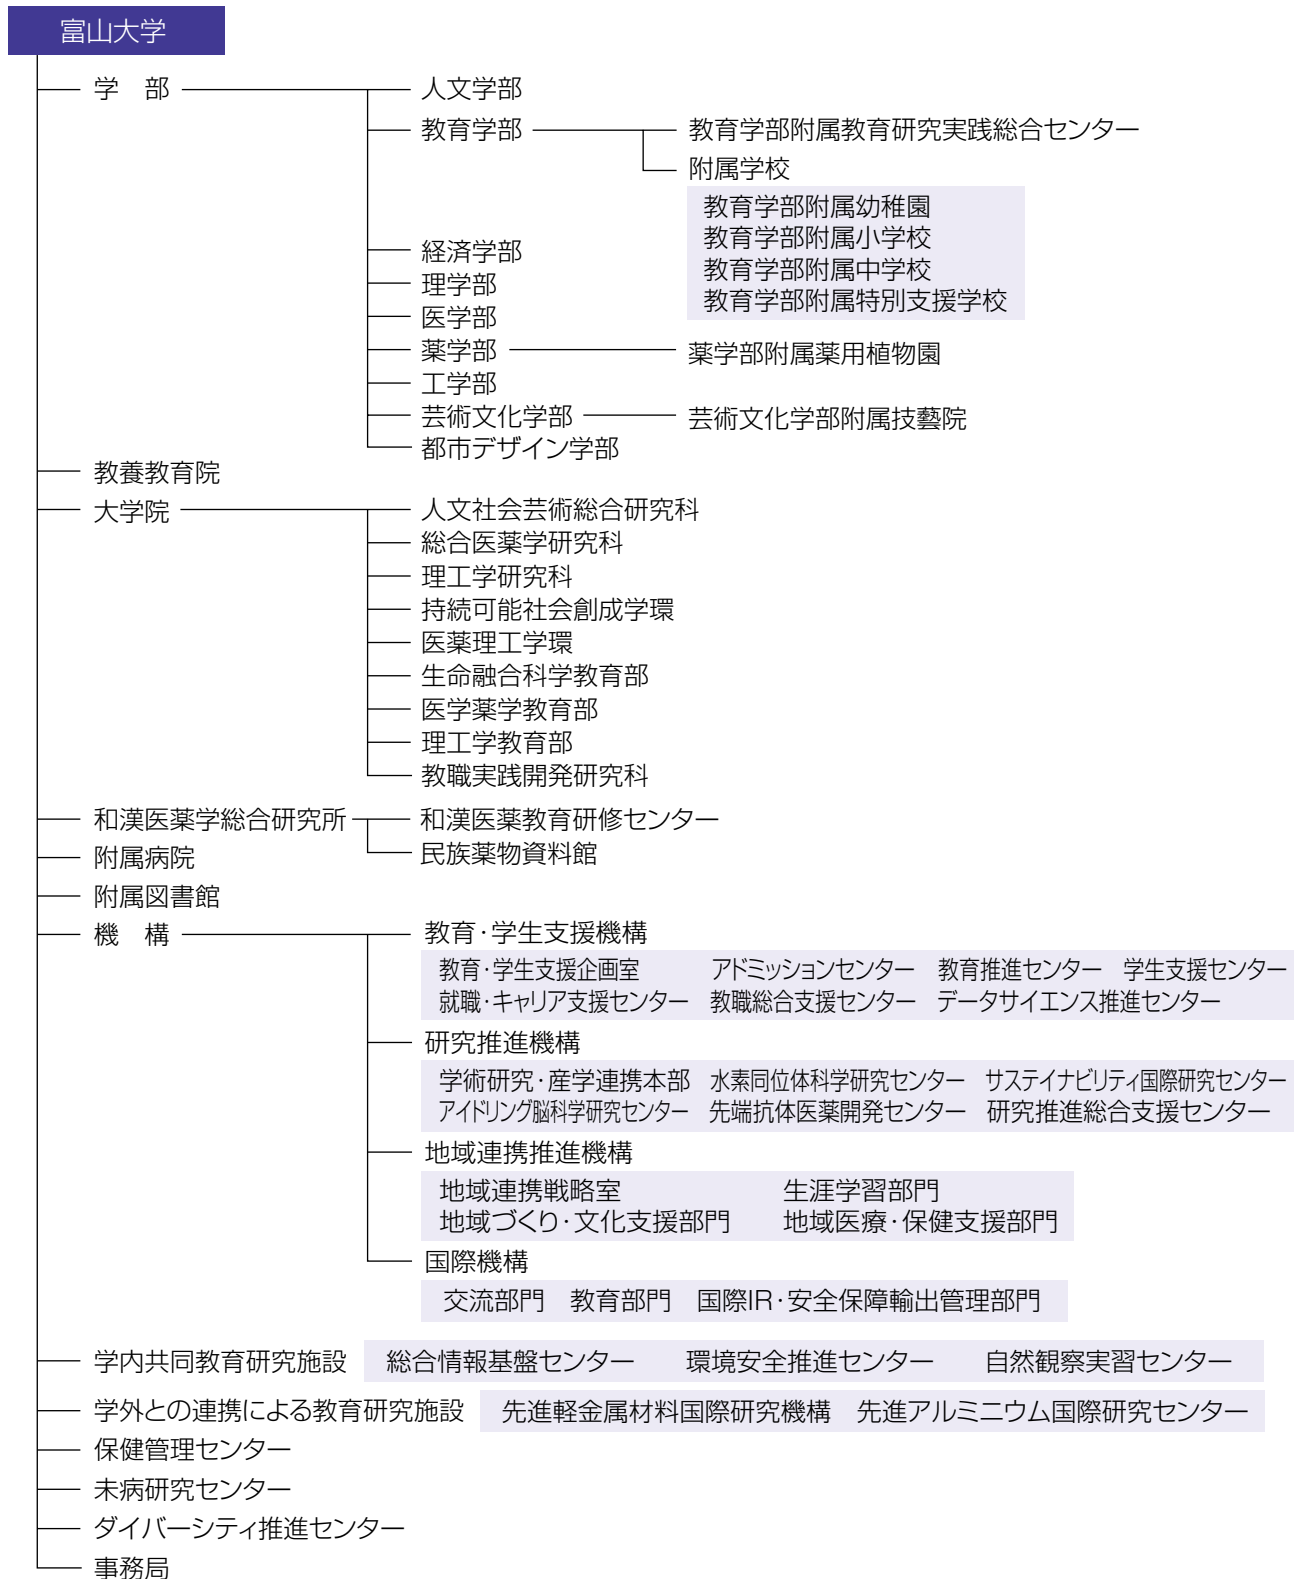 富山大学
学　部
人文学部
教育学部
教育学部附属教育研究実践総合センター
附属学校
教育学部附属幼稚園
教育学部附属小学校
教育学部附属中学校
教育学部附属特別支援学校
経済学部
理学部
医学部
薬学部
薬学部附属薬用植物園
工学部
芸術文化学部
芸術文化学部附属技藝院
都市デザイン学部
教養教育院
大学院
人文社会芸術総合研究科
総合医薬学研究科
理工学研究科
持続可能社会創成学環
医薬理工学環
生命融合科学教育部
医学薬学教育部
理工学教育部
教職実践開発研究科
和漢医薬学総合研究所
和漢医薬教育研修センター
民族薬物資料館
附属病院
附属図書館
機　構
教育・学生支援機構
教育・学生支援企画室　アドミッションセンター　教育推進センター　学生支援センター
就職・キャリア支援センター　教職総合支援センター　データサイエンス推進センター
研究推進機構
学術研究・産学連携本部　水素同位体科学研究センター　サステイナビリティ国際研究センター
アイドリング脳科学研究センター　先端抗体医薬開発センター　研究推進総合支援センター
地域連携推進機構
地域連携戦略室　生涯学習部門
地域づくり・文化支援部門　地域医療・保健支援部門
国際機構
交流部門　教育部門　国際IR・安全保障輸出管理部門
学内共同教育研究施設　総合情報基盤センター　環境安全推進センター　自然観察実習センター
学外との連携による教育研究施設　先進軽金属材料国際研究機構　先進アルミニウム国際研究センター
保健管理センター
未病研究センター
ダイバーシティ推進センター
事務局